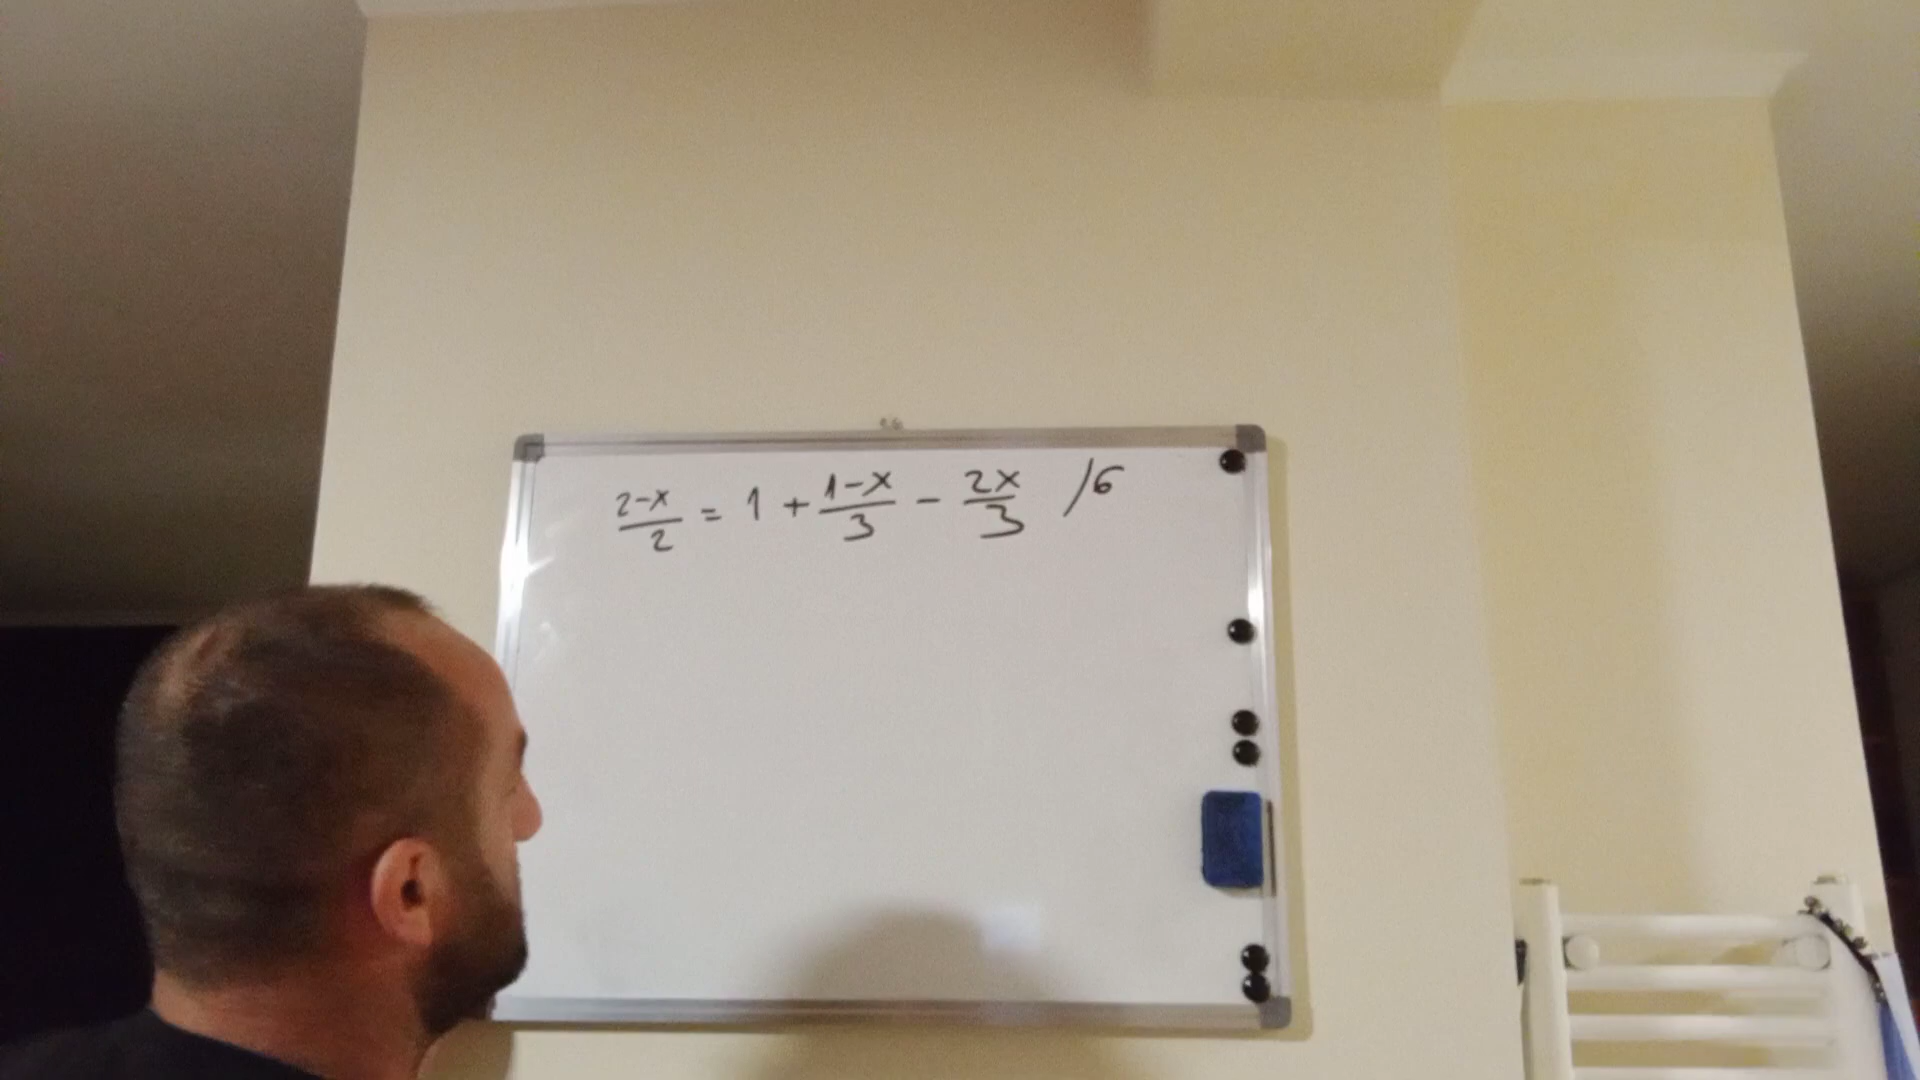 (2-x)/2 = 1 + (1-x)/3 - 2x/3 /6